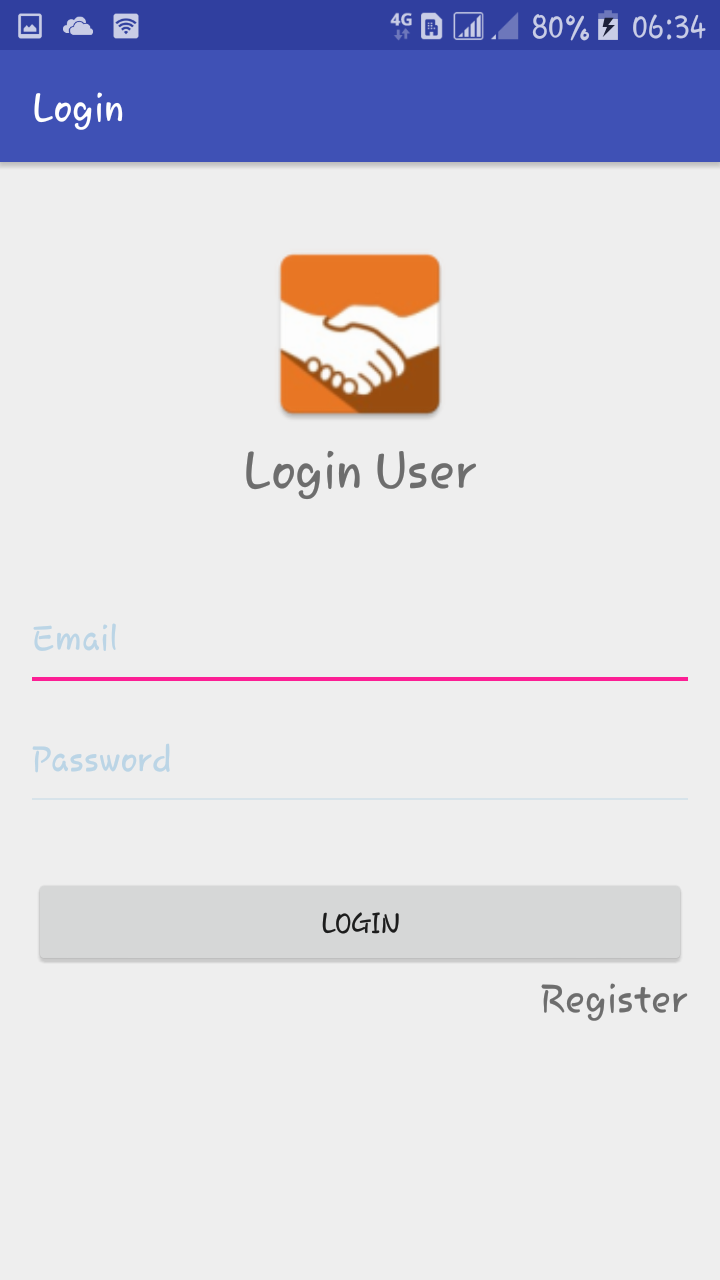 4G 80% 06:34
Login
Login User
Email
Password
LOGIN
Register